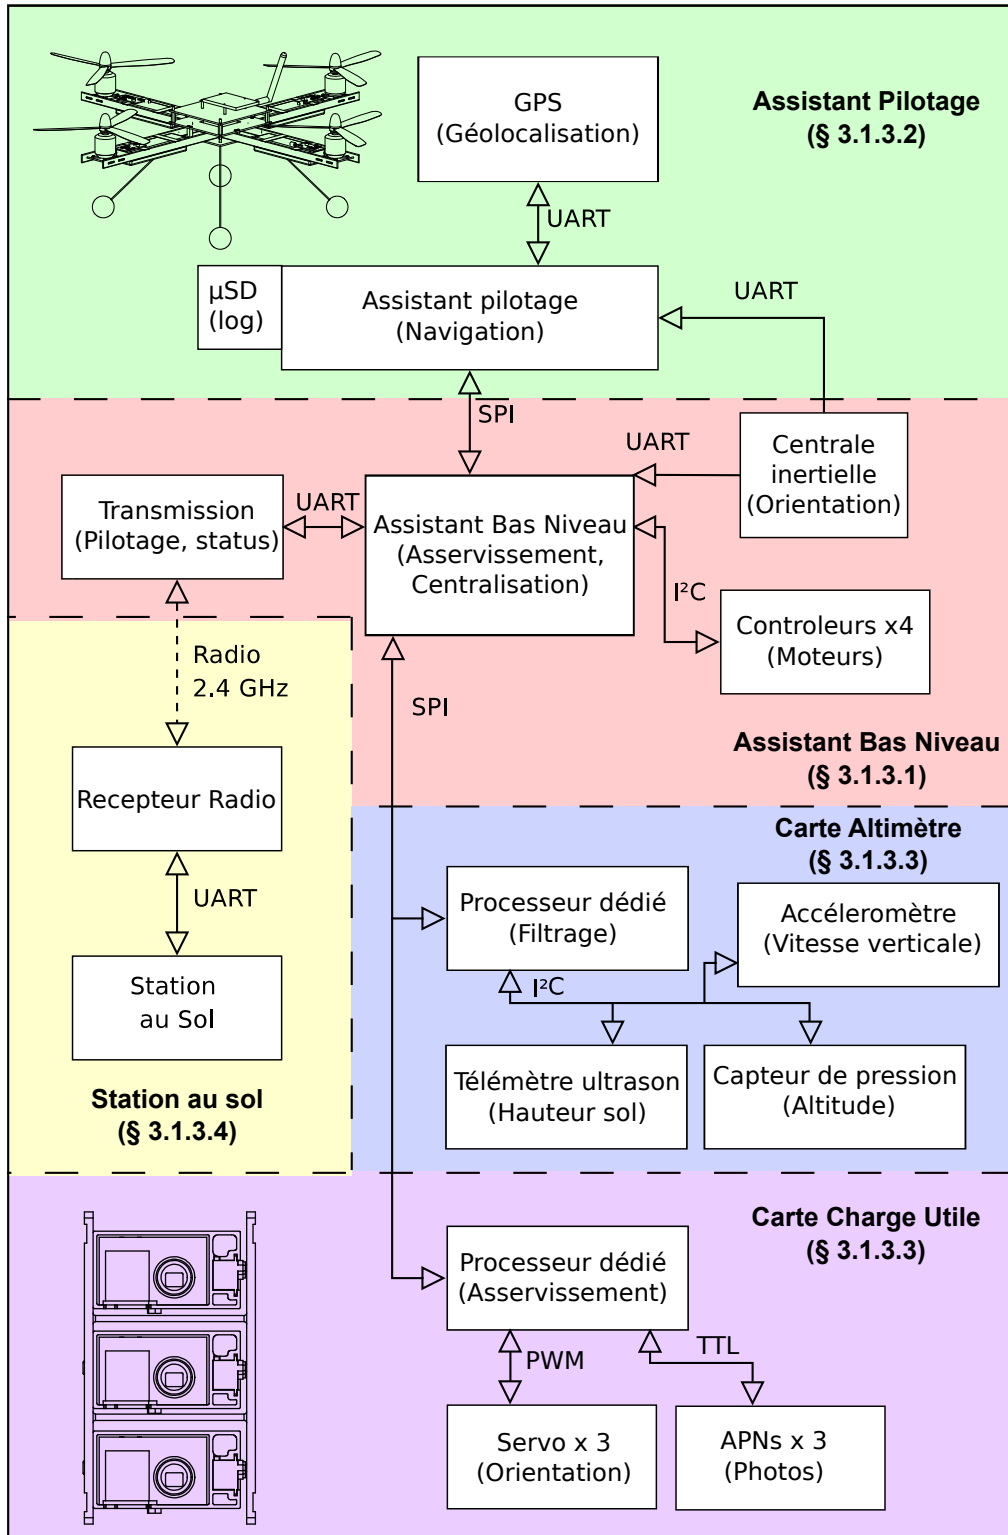 GPS
(Géolocalisation)
Assistant Pilotage
(§ 3.1.3.2)
UART
µSD
(log)
Assistant pilotage
(Navigation)
UART
SPI
UART
Centrale
inertielle
(Orientation)
Transmission
(Pilotage, status)
UART
Assistant Bas Niveau
(Asservissement,
Centralisation)
I²C
Controleurs x4
(Moteurs)
Radio
2.4 GHz
SPI
Assistant Bas Niveau
(§ 3.1.3.1)
Recepteur Radio
UART
Station
au Sol
Station au sol
(§ 3.1.3.4)
Carte Altimètre
(§ 3.1.3.3)
Processeur dédié
(Filtrage)
Accéleromètre
(Vitesse verticale)
I²C
Télémètre ultrason
(Hauteur sol)
Capteur de pression
(Altitude)
Carte Charge Utile
(§ 3.1.3.3)
Processeur dédié
(Asservissement)
PWM
TTL
Servo x 3
(Orientation)
APNs x 3
(Photos)